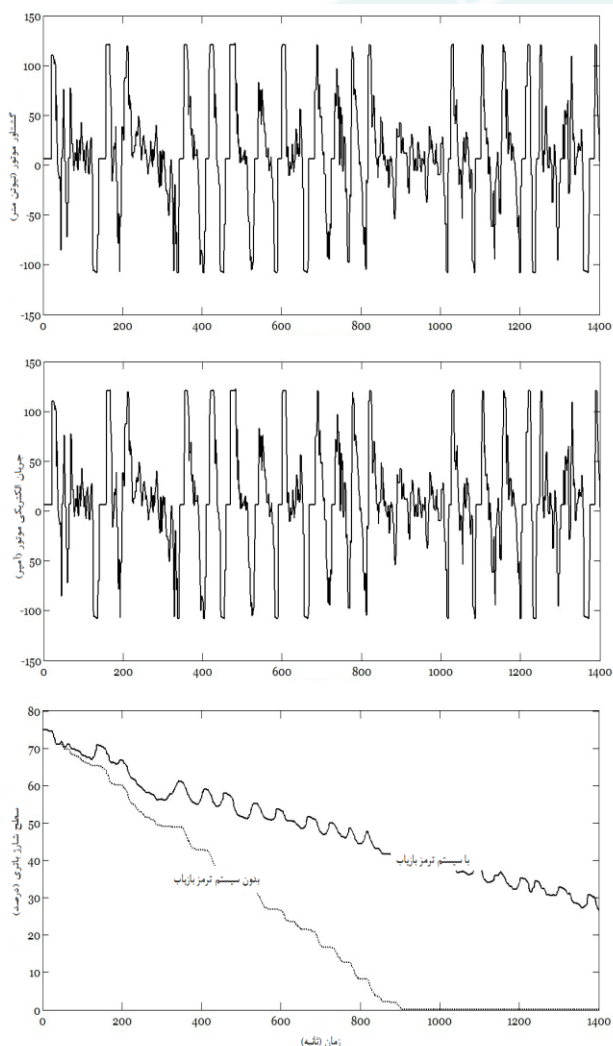 150
100
50
0
-50
-100
-150
گشتاور موتور (نیوتن متر)
0 200 400 600 800 1000 1200 1400
150
100
50
0
-50
-100
-150
جریان الکتریکی موتور (آمپر)
0 200 400 600 800 1000 1200 1400
80
70
60
50
40
30
20
10
0
سطح شارژ باتری (درصد)
با سیستم ترمز بازیاب
بدون سیستم ترمز بازیاب
0 200 400 600 800 1000 1200 1400
زمان (ثانیه)